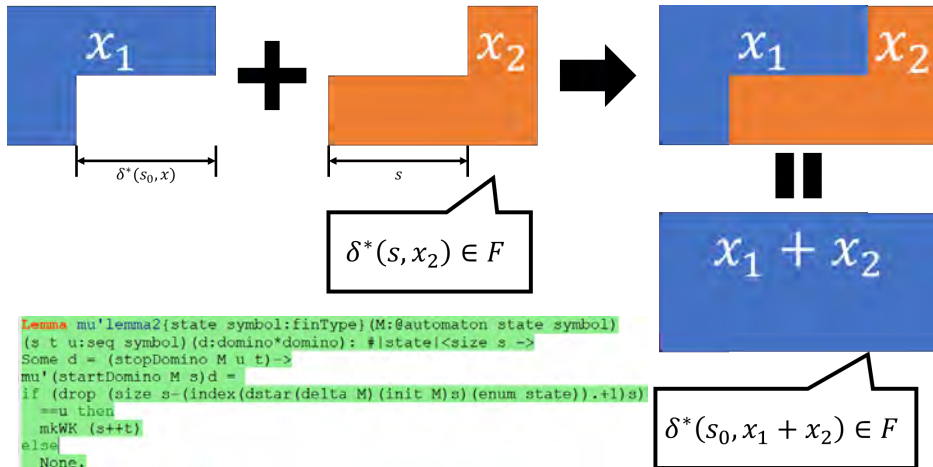 x₁
x₂
x₁
x₂
δ*(s₀,x)
s
δ*(s,x₂) ∈ F
x₁ + x₂
δ*(s₀,x₁ + x₂) ∈ F
Lemma mu'lemma2{state symbol:finType}(M:@automaton state symbol)
(s t u:seq symbol)(d:domino*domino): #|state|<size s ->
Some d = (stopDomino M u t)->
mu'(startDomino M s)d =
if (drop (size s-(index(dstar(delta M)(init M)s)(enum state)).+1)s)
==u then
mkWK (s++t)
else
None.